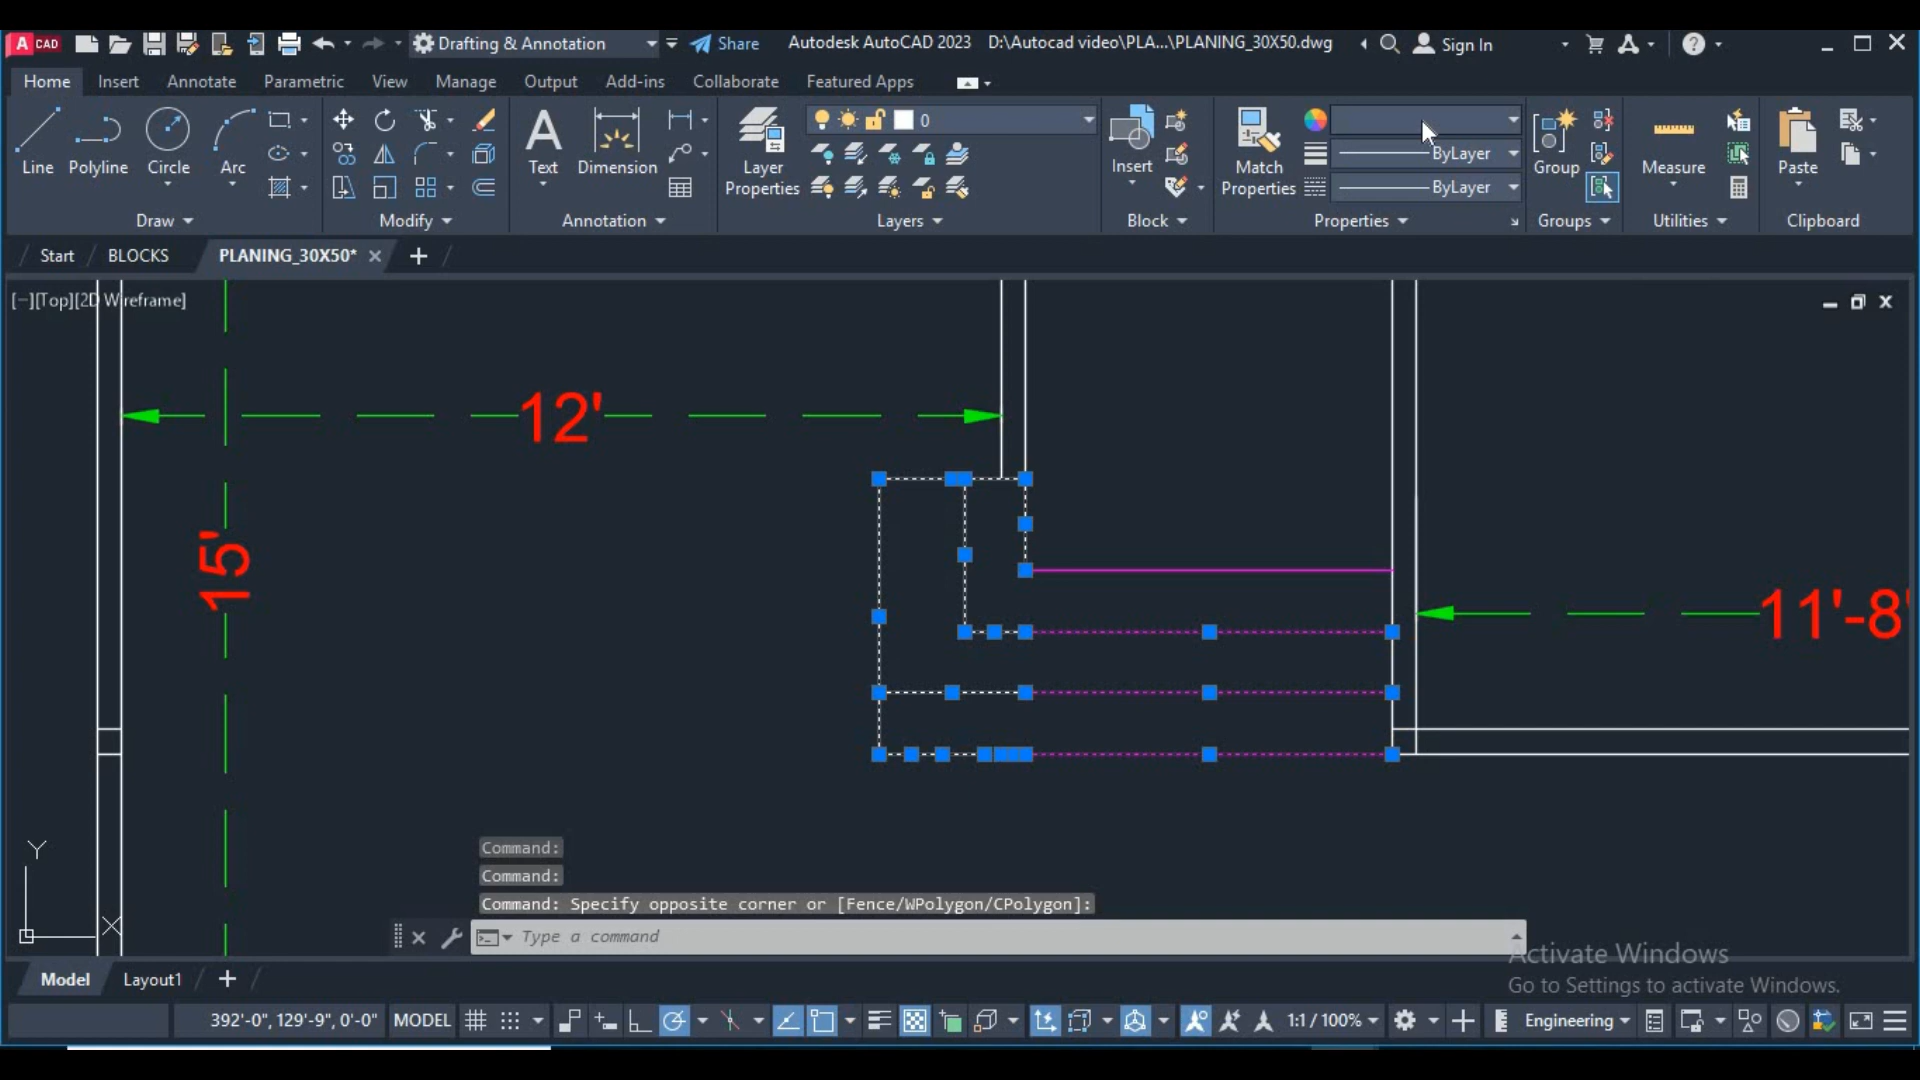 A CAD Drafting & Annotation Share Autodesk AutoCAD 2023 D:\Autocad video\PLA...\PLANING_30X50.dwg Sign In
Home Insert Annotate Parametric View Manage Output Add-ins Collaborate Featured Apps
0
ByLayer
ByLayer
Line Polyline Circle Arc Text Dimension Layer Properties Insert Match Properties Group Measure Paste
Draw Modify Annotation Layers Block Properties Groups Utilities Clipboard
Start BLOCKS PLANING_30X50*
[−][Top][2D Wireframe]
12'
15'
11'-8'
Y
X
Command:
Command:
Command: Specify opposite corner or [Fence/WPolygon/CPolygon]:
Type a command
Activate Windows
Go to Settings to activate Windows.
Model Layout1
392'-0", 129'-9", 0'-0" MODEL 1:1 / 100% Engineering